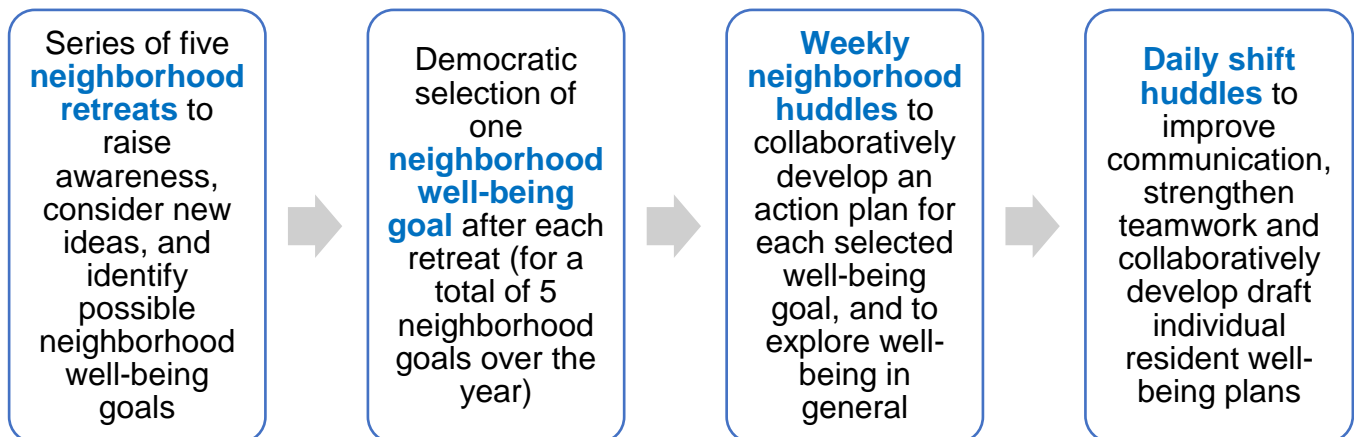 Series of five
neighborhood
retreats to
raise
awareness,
consider new
ideas, and
identify
possible
neighborhood
well-being
goals
Democratic
selection of
one
neighborhood
well-being
goal after each
retreat (for a
total of 5
neighborhood
goals over the
year)
Weekly
neighborhood
huddles to
collaboratively
develop an
action plan for
each selected
well-being
goal, and to
explore well-
being in
general
Daily shift
huddles to
improve
communication,
strengthen
teamwork and
collaboratively
develop draft
individual
resident well-
being plans